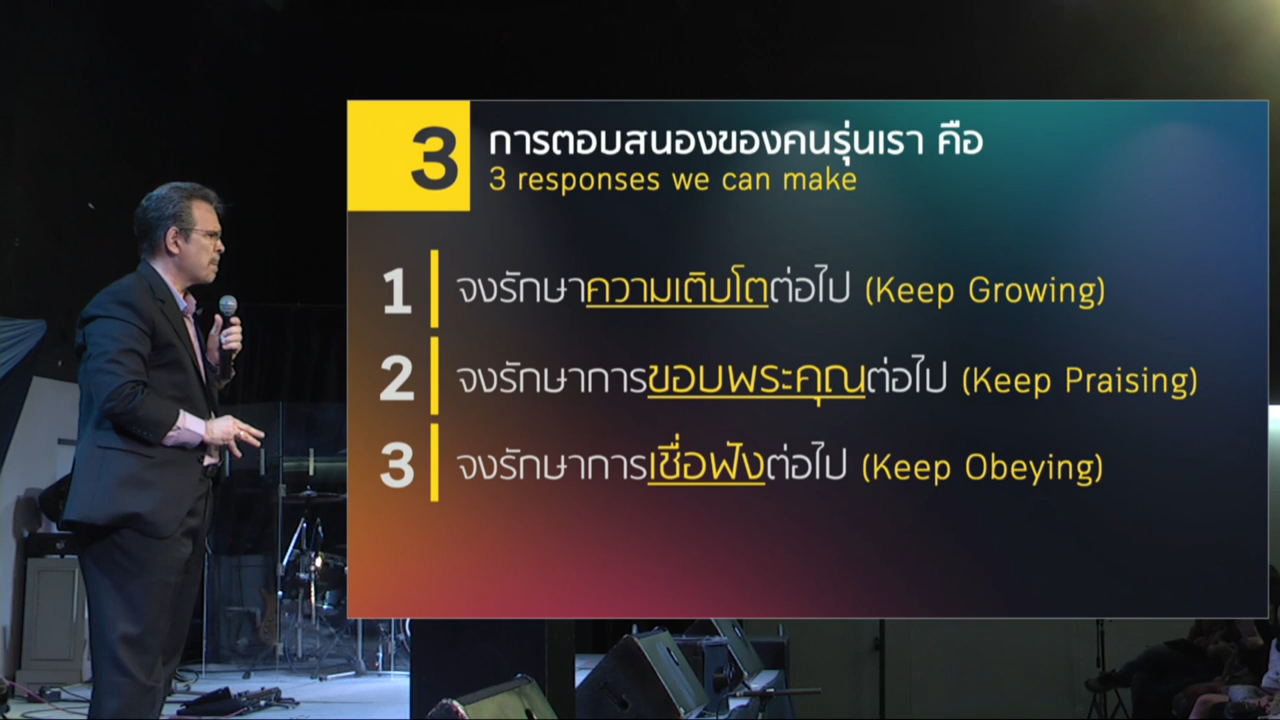 3 การตอบสนองของคนรุ่นเรา คือ
3 responses we can make
1 จงรักษาความเติบโตต่อไป (Keep Growing)
2 จงรักษาการขอบพระคุณต่อไป (Keep Praising)
3 จงรักษาการเชื่อฟังต่อไป (Keep Obeying)